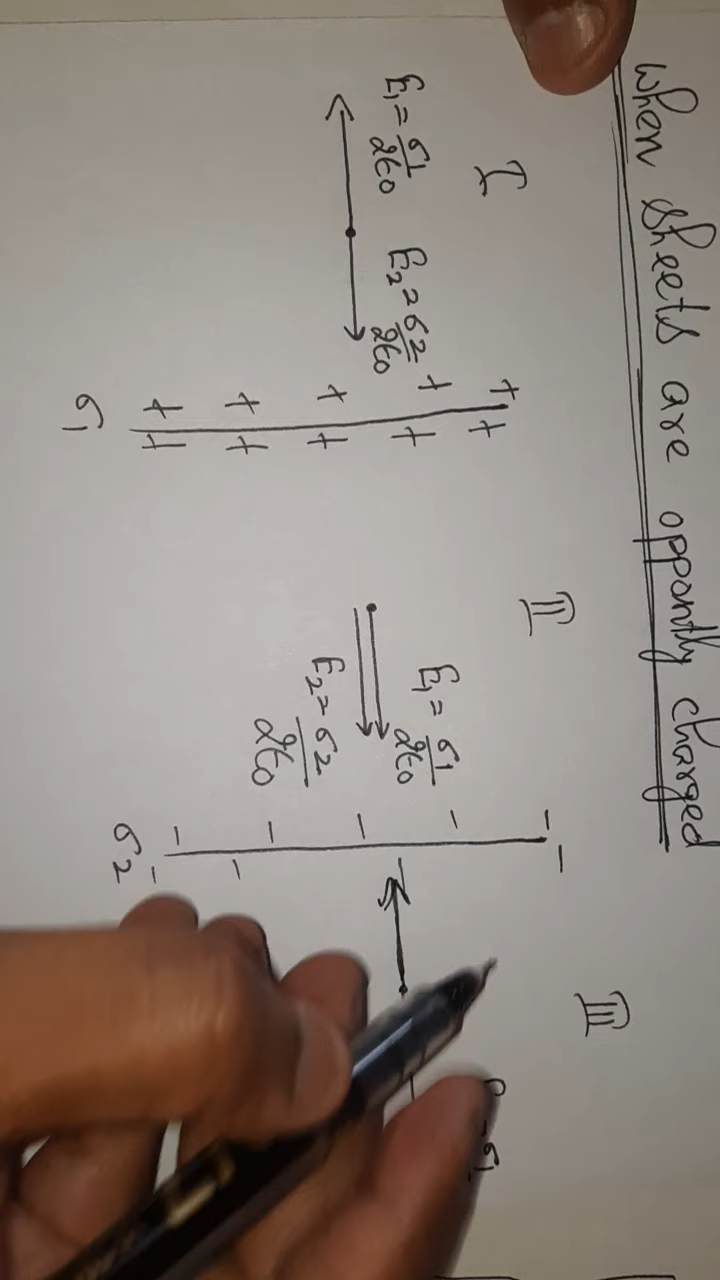 When sheets are oppontly charged
I
II
III
E₁ = σ1/2ε0
E₂ = σ2/2ε0
+ + + + +
+ + + + +
σ₁
E₁ = σ1/2ε0
E₂ = σ2/2ε0
- - - - -
- - - -
σ₂